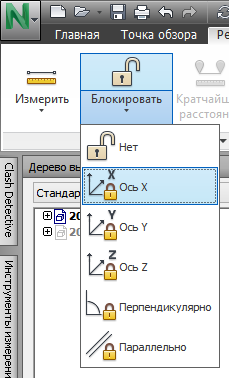 Главная
Точка обзора
Измерить
Блокировать
Нет
Ось X
Ось Y
Ось Z
Перпендикулярно
Параллельно
Кратчай
расстоян
Clash Detective
Дерево вы
Стандар
Инструменты измерени